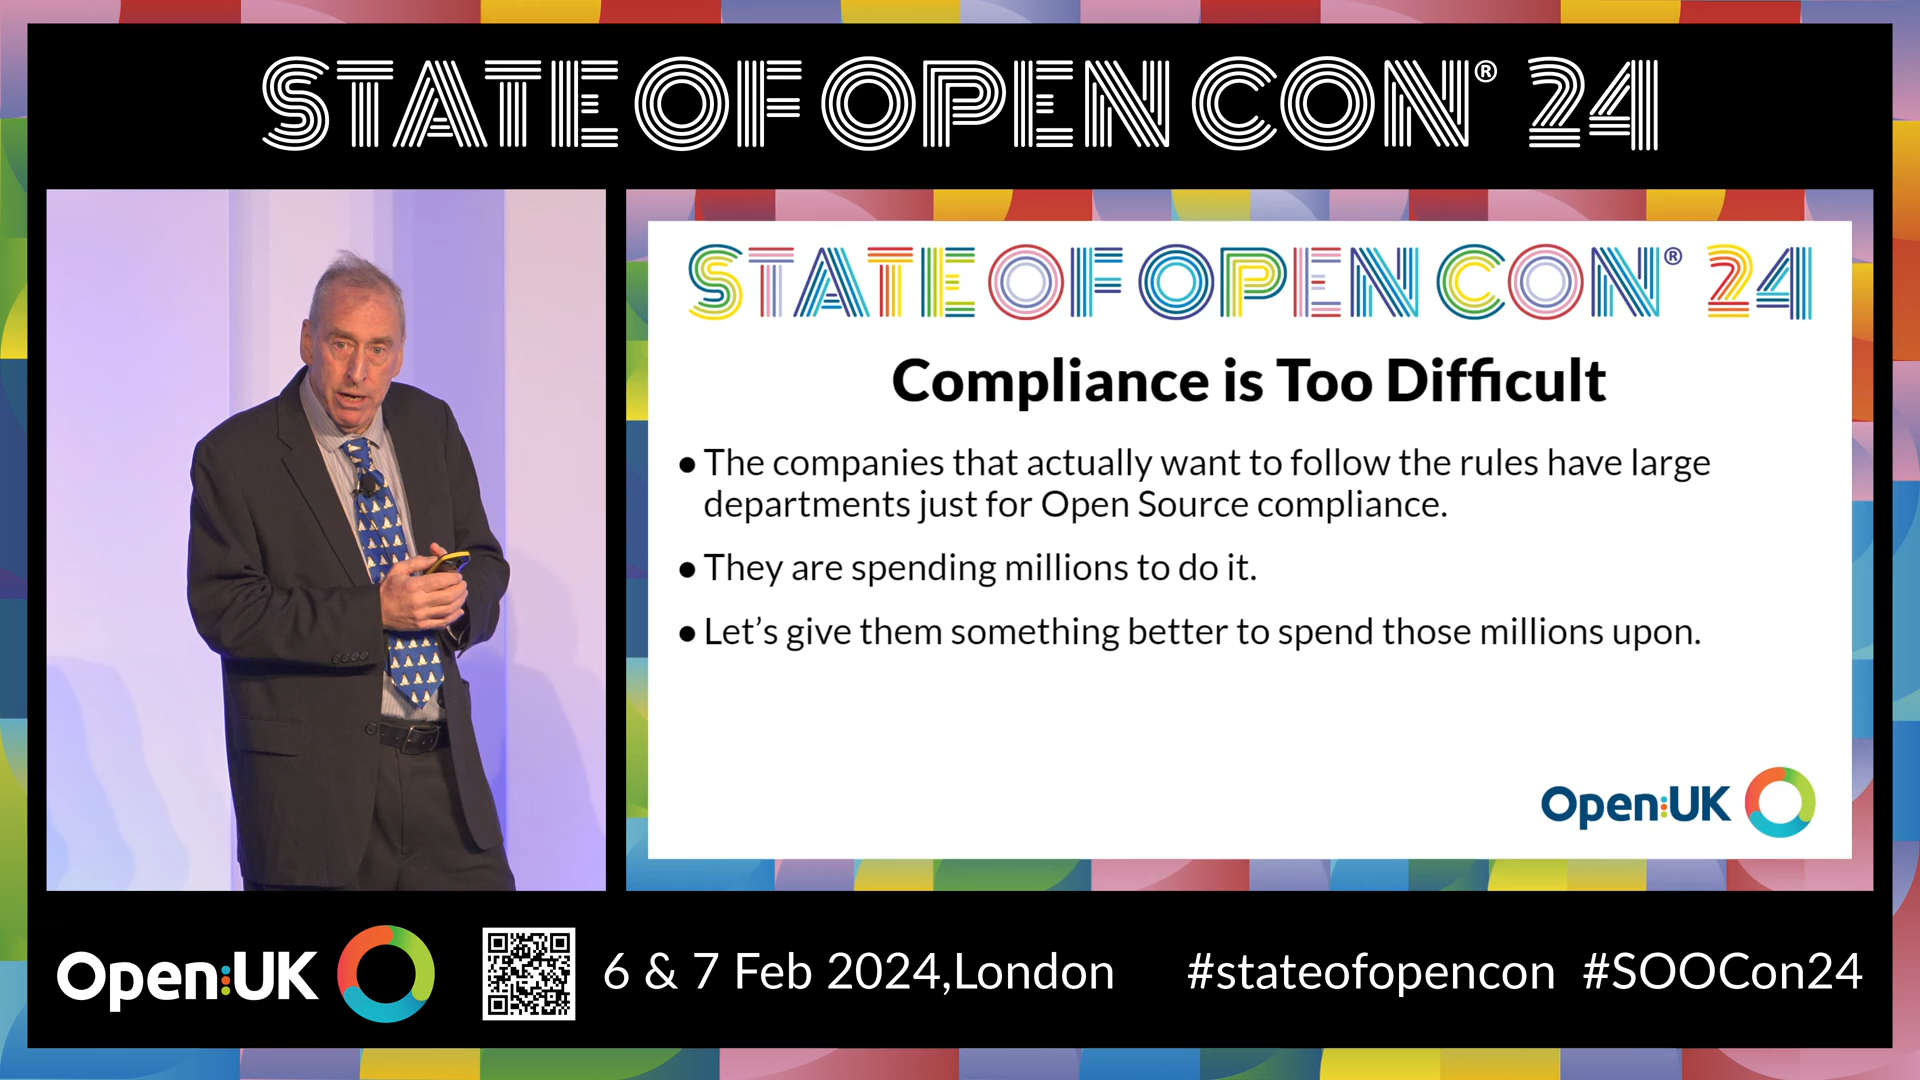 STATE OF OPEN CON® 24
STATE OF OPEN CON® 24
Compliance is Too Difficult
● The companies that actually want to follow the rules have large
departments just for Open Source compliance.
● They are spending millions to do it.
● Let’s give them something better to spend those millions upon.
Open:UK
Open:UK
6 & 7 Feb 2024,London
#stateofopencon #SOOCon24